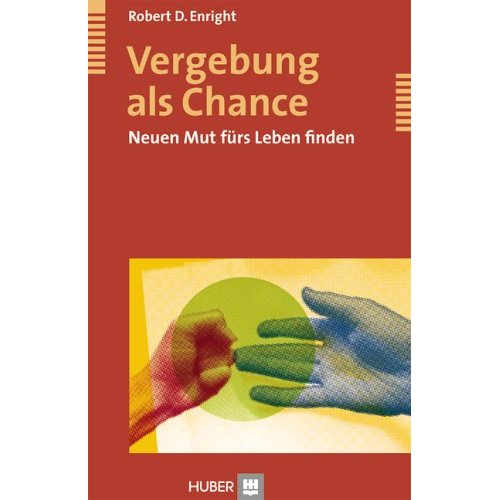 Robert D. Enright
Vergebung
als Chance
Neuen Mut fürs Leben finden
HUBER